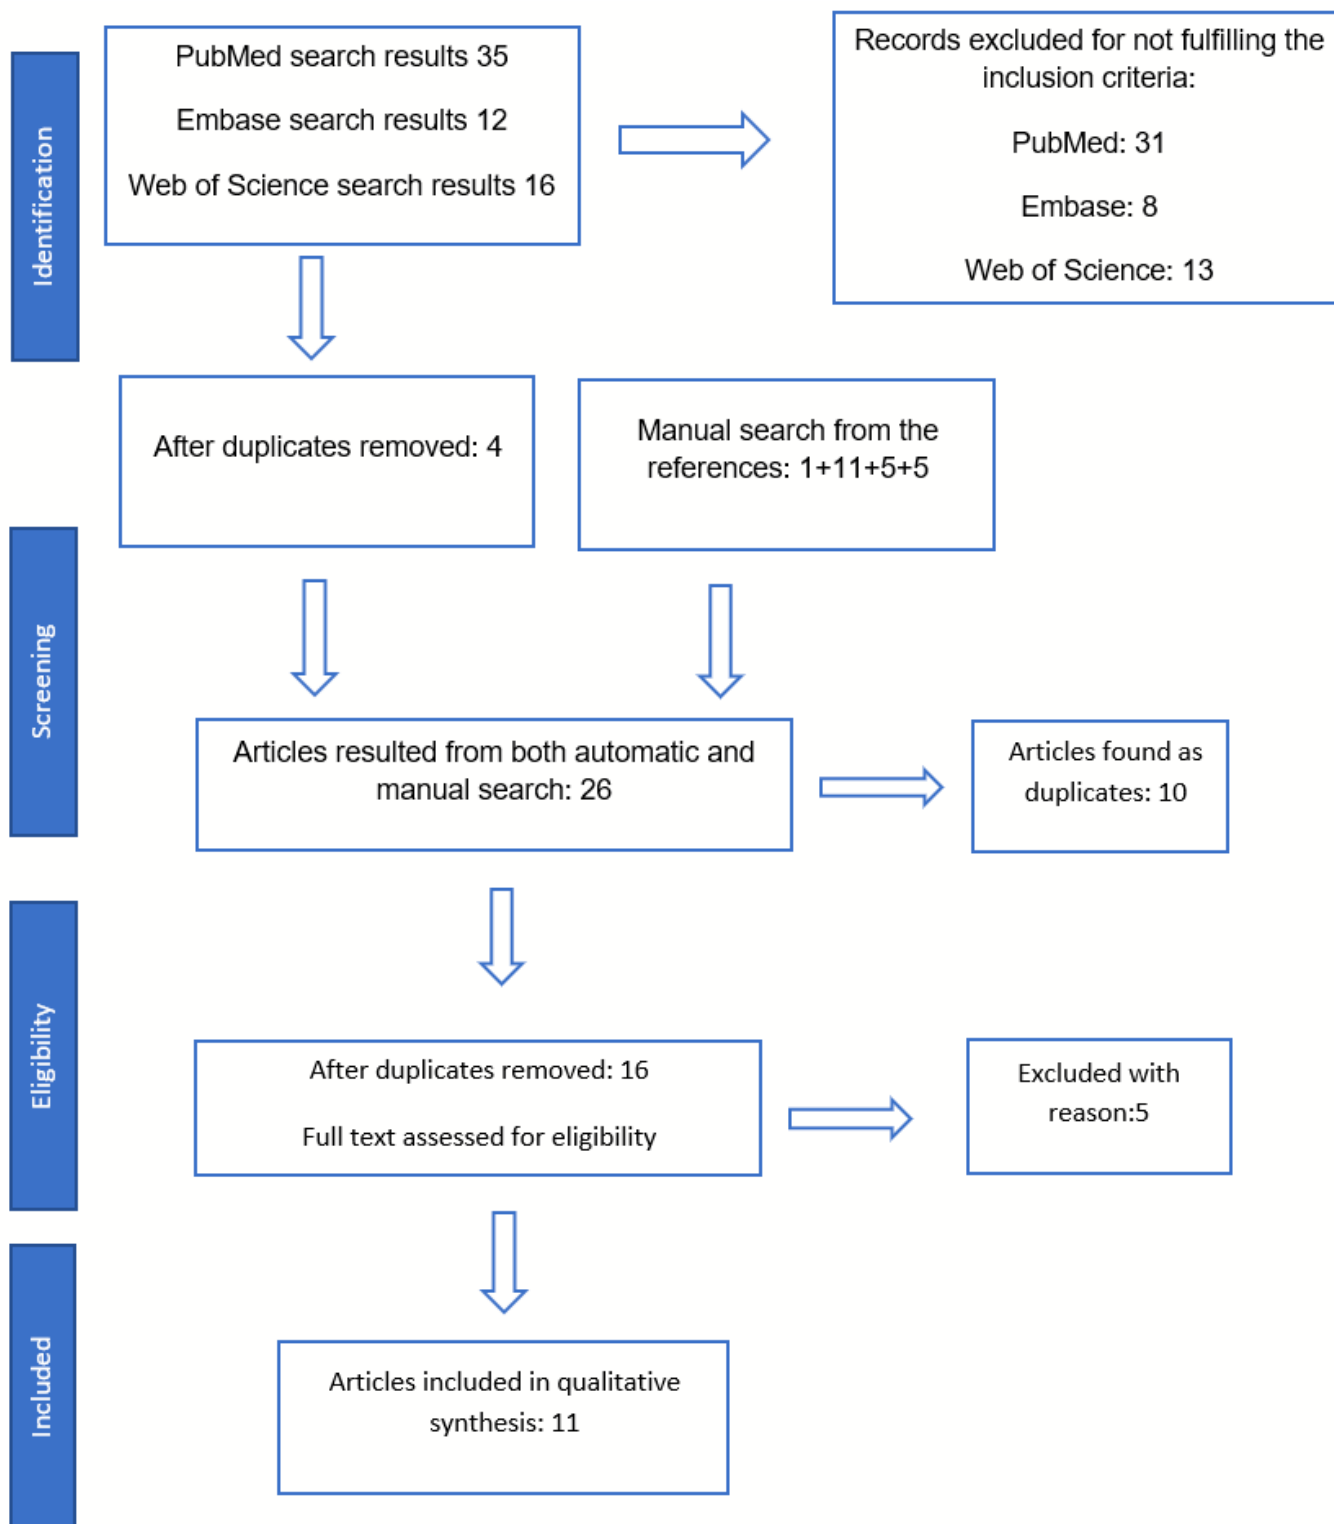 Identification
PubMed search results 35
Embase search results 12
Web of Science search results 16
Records excluded for not fulfilling the
inclusion criteria:
PubMed: 31
Embase: 8
Web of Science: 13
After duplicates removed: 4
Manual search from the
references: 1+11+5+5
Screening
Articles resulted from both automatic and
manual search: 26
Articles found as
duplicates: 10
Eligibility
After duplicates removed: 16
Full text assessed for eligibility
Excluded with
reason:5
Included
Articles included in qualitative
synthesis: 11